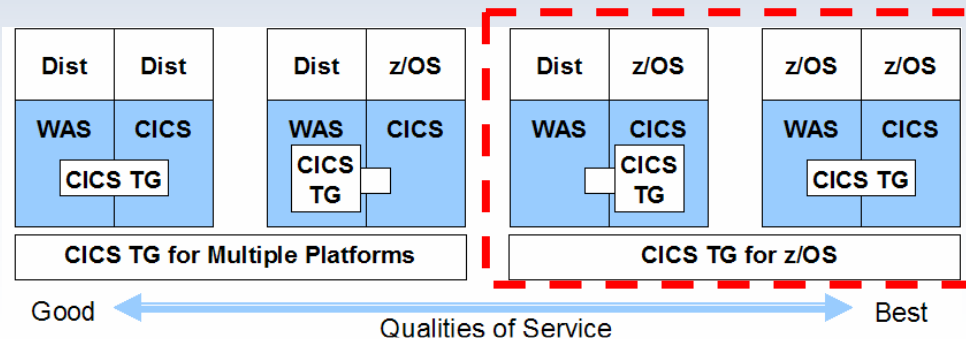 Dist Dist
WAS CICS
CICS TG
Dist z/OS
WAS CICS
CICS
TG
CICS TG for Multiple Platforms
Dist z/OS
WAS CICS
CICS
TG
z/OS z/OS
WAS CICS
CICS TG
CICS TG for z/OS
Good Best
Qualities of Service